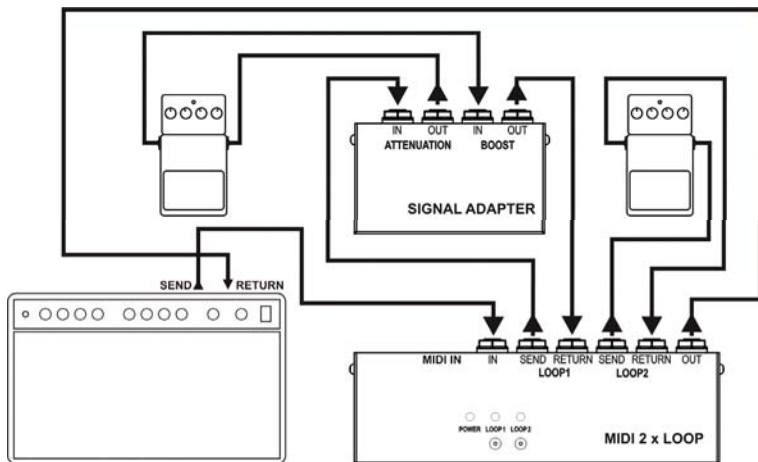 IN OUT IN OUT
ATTENUATION BOOST
SIGNAL ADAPTER
SEND RETURN
MIDI IN IN SEND RETURN SEND RETURN OUT
LOOP1 LOOP2
POWER LOOP1 LOOP2
MIDI 2 x LOOP